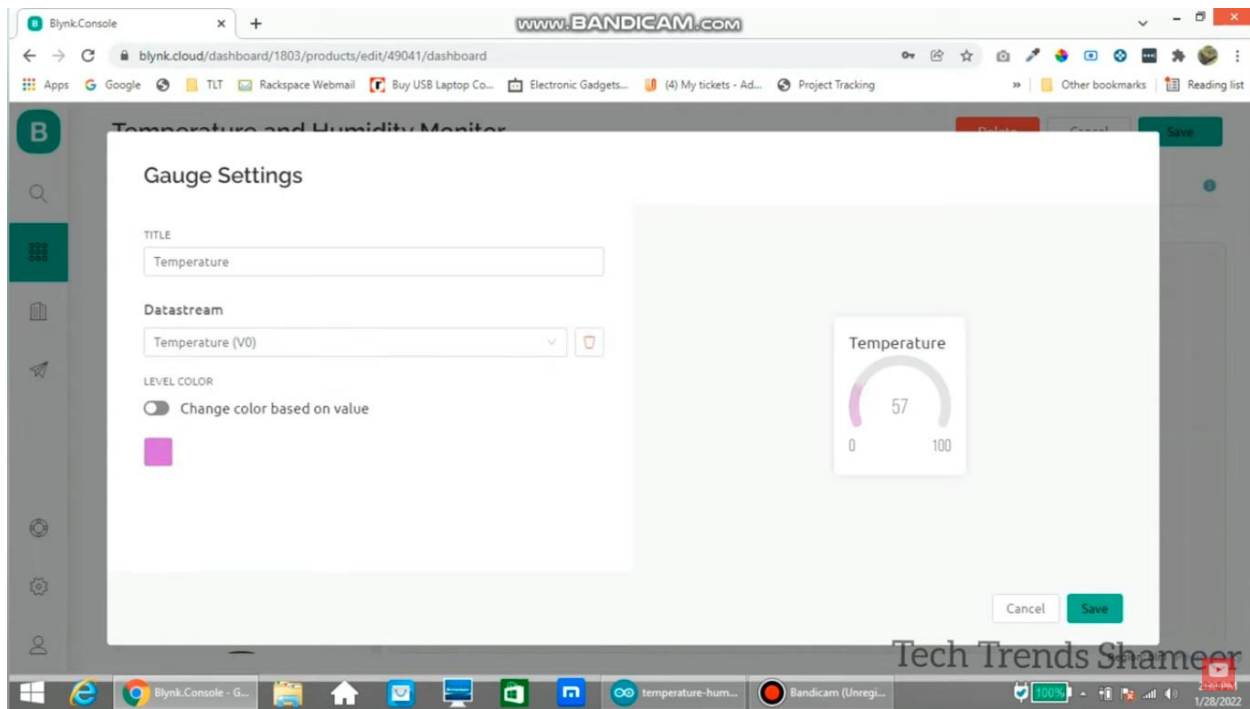 Blynk.Console
www.BANDICAM.com
blynk.cloud/dashboard/1803/products/edit/49041/dashboard
Apps Google TLT Rackspace Webmail Buy USB Laptop Co... Electronic Gadgets... (4) My tickets - Ad... Project Tracking » Other bookmarks Reading list
B Temperature and Humidity Monitor Delete Cancel Save
Gauge Settings
TITLE
Temperature
Datastream
Temperature (V0)
LEVEL COLOR
Change color based on value
Temperature
57
0 100
Cancel Save
Tech Trends Shameer
Blynk.Console - G... temperature-hum... Bandicam (Unregi... 100%
1/28/2022